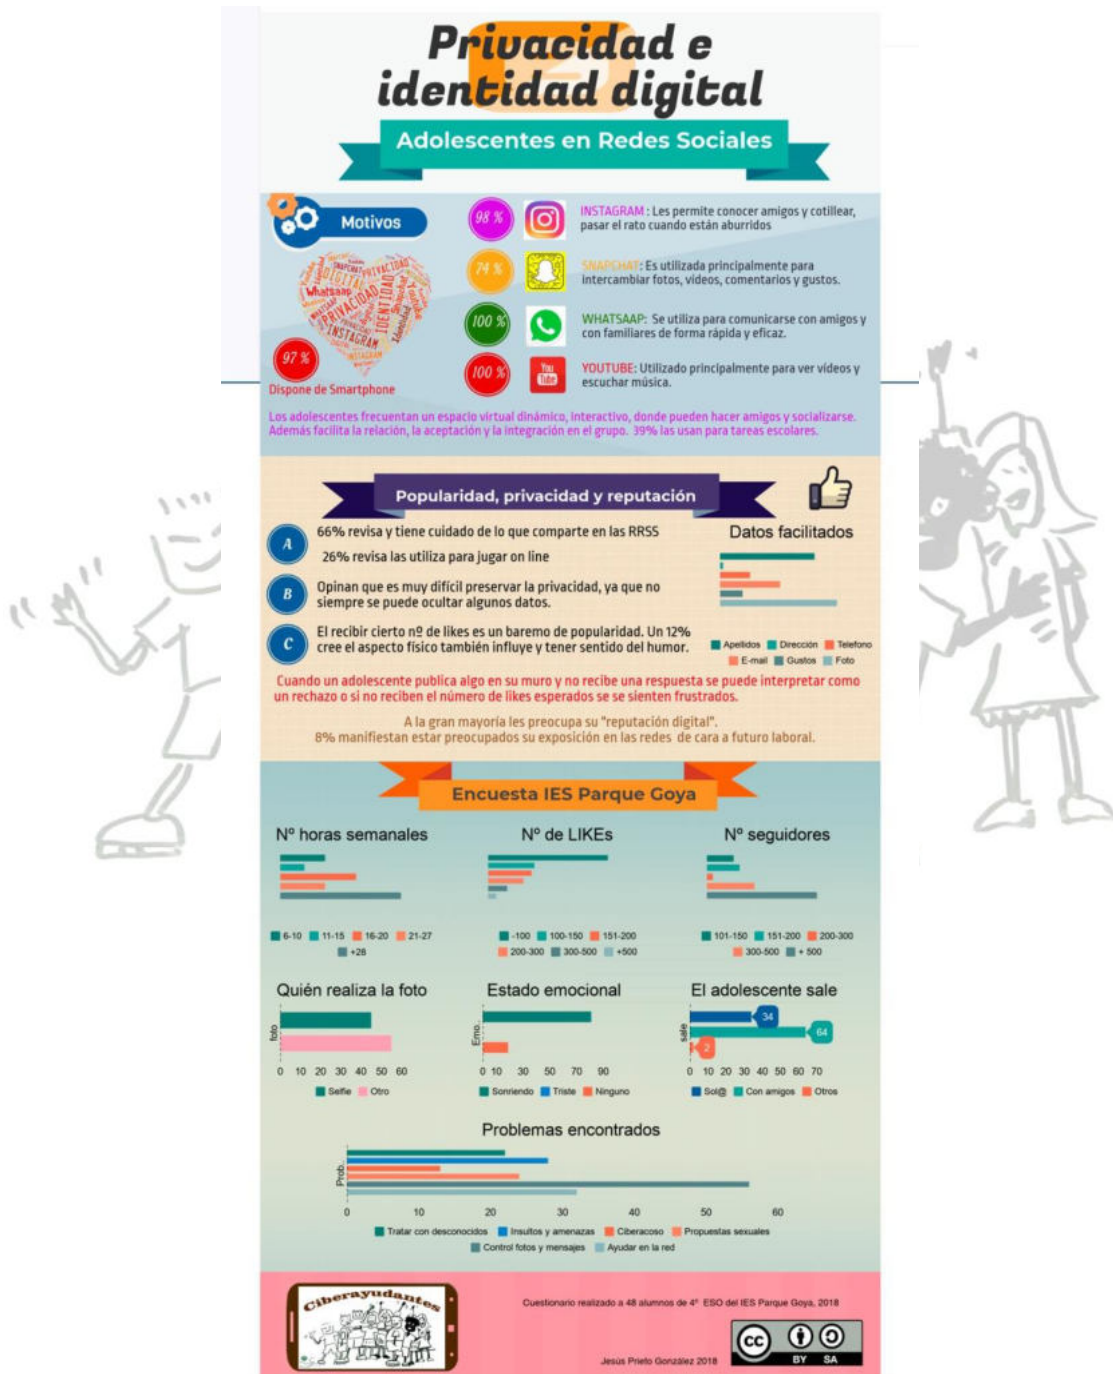 Privacidad e
identidad digital
Adolescentes en Redes Sociales
Motivos
98 %
INSTAGRAM : Les permite conocer amigos y cotillear,
pasar el rato cuando están aburridos
74 %
SNAPCHAT: Es utilizada principalmente para
intercambiar fotos, vídeos, comentarios y gustos.
100 %
WHATSAAP: Se utiliza para comunicarse con amigos y
con familiares de forma rápida y eficaz.
100 %
You
Tube
YOUTUBE: Utilizado principalmente para ver vídeos y
escuchar música.
SNAPCHAT PRIVACIDAD
DIGITAL
Whatsaap
PRIVACIDAD
IDENTIDAD
INSTAGRAM
97 %
Dispone de Smartphone
Los adolescentes frecuentan un espacio virtual dinámico, interactivo, donde pueden hacer amigos y socializarse.
Además facilita la relación, la aceptación y la integración en el grupo. 39% las usan para tareas escolares.
Popularidad, privacidad y reputación
A
66% revisa y tiene cuidado de lo que comparte en las RRSS
26% revisa las utiliza para jugar on line
B
Opinan que es muy difícil preservar la privacidad, ya que no
siempre se puede ocultar algunos datos.
C
El recibir cierto nº de likes es un baremo de popularidad. Un 12%
cree el aspecto físico también influye y tener sentido del humor.
Datos facilitados
Apellidos Dirección Telefono
E-mail Gustos Foto
Cuando un adolescente publica algo en su muro y no recibe una respuesta se puede interpretar como
un rechazo o si no reciben el número de likes esperados se se sienten frustrados.
A la gran mayoría les preocupa su "reputación digital".
8% manifiestan estar preocupados su exposición en las redes de cara a futuro laboral.
Encuesta IES Parque Goya
Nº horas semanales
6-10 11-15 16-20 21-27
+28
Nº de LIKEs
-100 100-150 151-200
200-300 300-500 +500
Nº seguidores
101-150 151-200 200-300
300-500 + 500
Quién realiza la foto
foto
0 10 20 30 40 50 60
Selfie Otro
Estado emocional
Emo..
0 10 30 50 70 90
Sonriendo Triste Ninguno
El adolescente sale
sale
34
64
2
0 10 20 30 40 50 60 70
Sol@ Con amigos Otros
Problemas encontrados
Prob..
0 10 20 30 40 50 60
Tratar con desconocidos Insultos y amenazas Ciberacoso Propuestas sexuales
Control fotos y mensajes Ayudar en la red
Ciberayudantes
Cuestionario realizado a 48 alumnos de 4º ESO del IES Parque Goya, 2018
Jesús Prieto González 2018
cc
BY SA